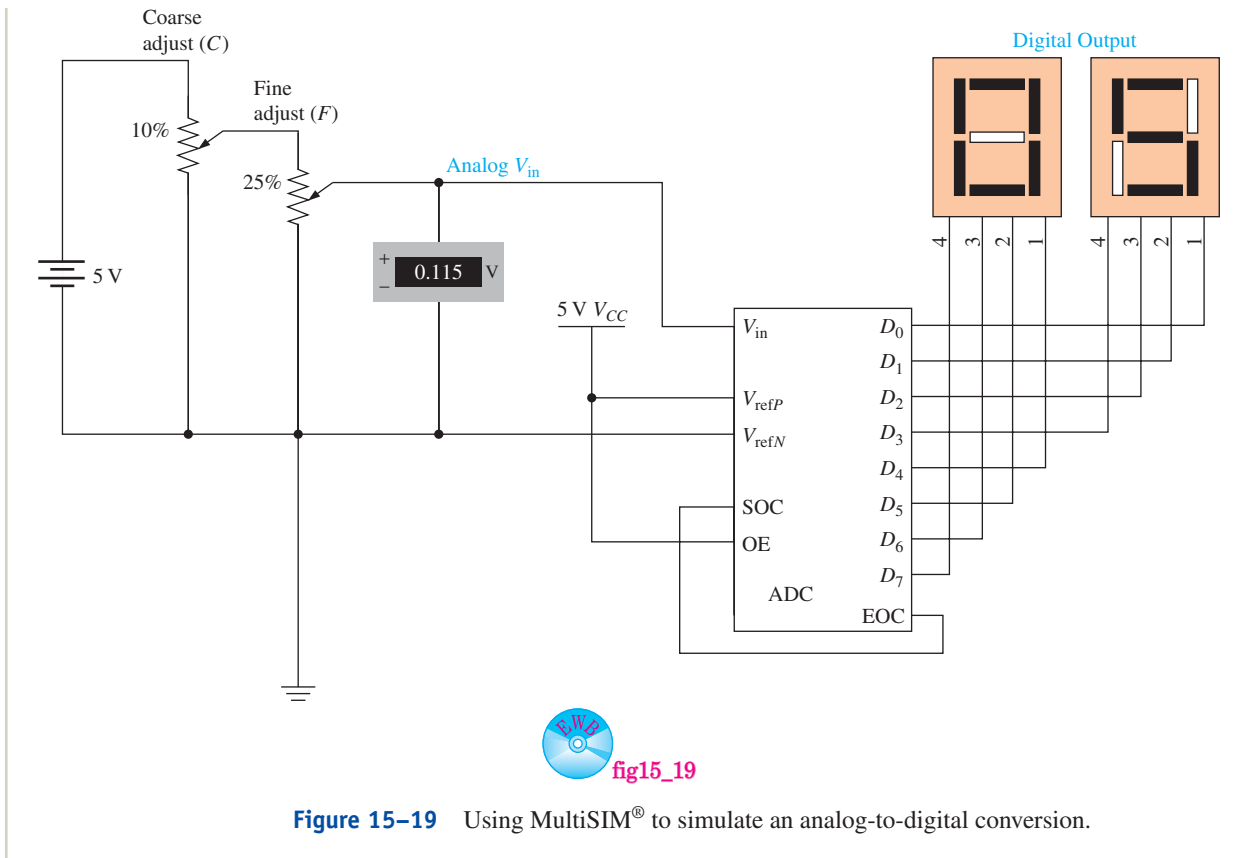 Coarse
adjust (C)
Digital Output
Fine
adjust (F)
10%
Analog Vin
25%
4 3 2 1 4 3 2 1
+
0.115 V
−
5 V
5 V VCC
Vin D0
D1
VrefP D2
VrefN D3
D4
SOC D5
OE D6
D7
ADC
EOC
EWB
fig15_19
Figure 15–19 Using MultiSIM® to simulate an analog-to-digital conversion.